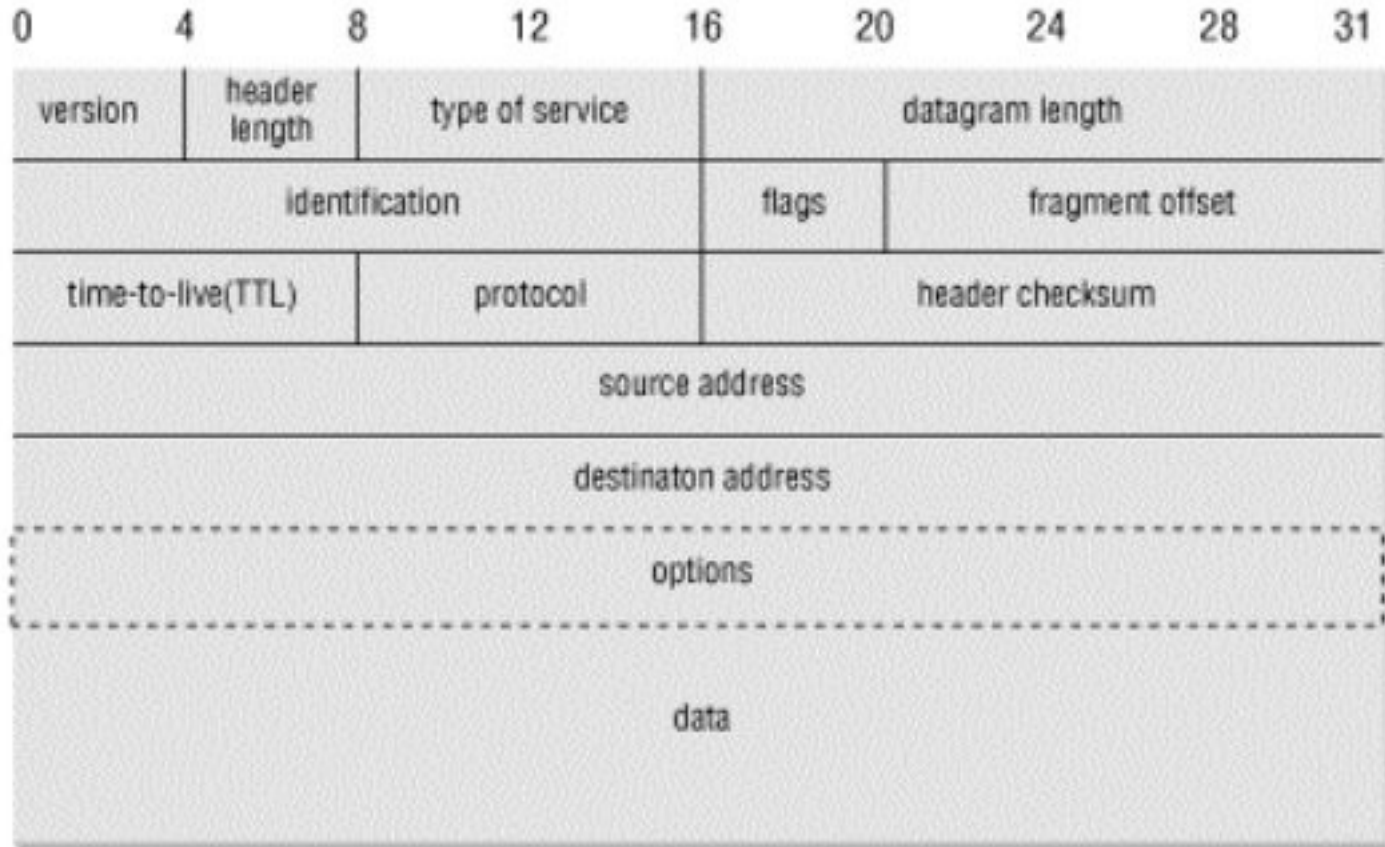 0 4 8 12 16 20 24 28 31
version header length type of service datagram length
identification flags fragment offset
time-to-live(TTL) protocol header checksum
source address
destinaton address
options
data